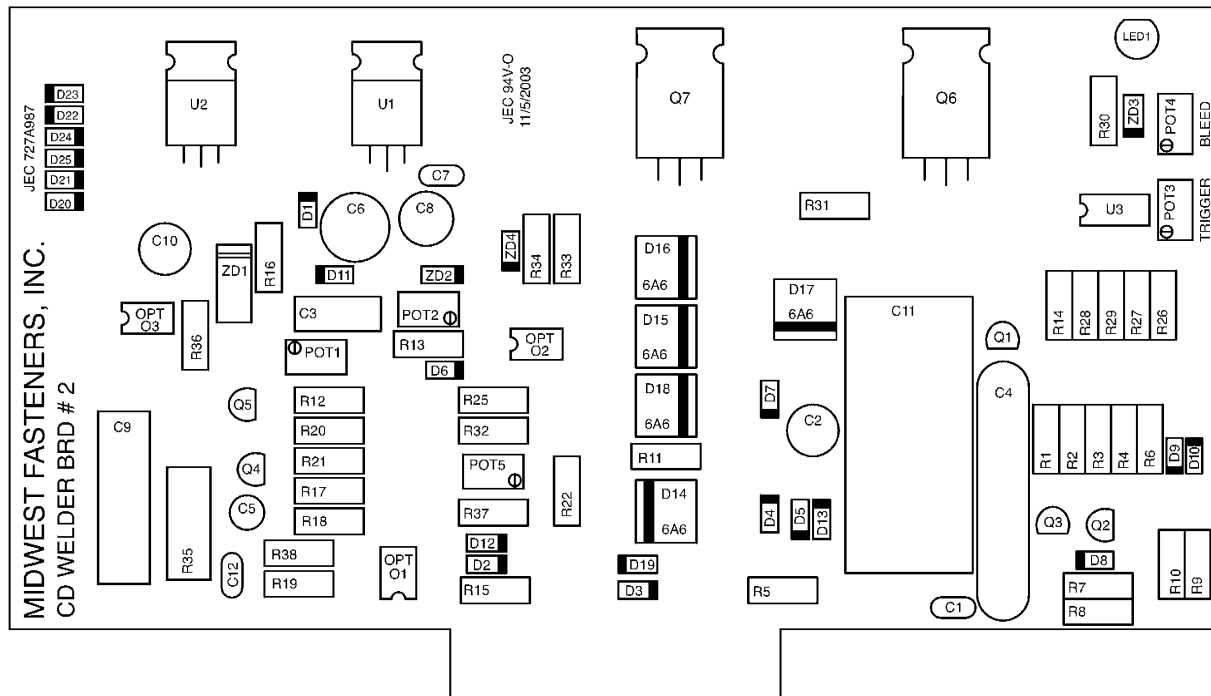 MIDWEST FASTENERS, INC.
CD WELDER BRD # 2
JEC 727A987
D23
D22
D24
D25
D21
D20
U2
U1
JEC 94V-O
11/5/2003
Q7
Q6
LED1
R30
ZD3
POT4
BLEED
C7
D1
C6
C8
R31
U3
POT3
TRIGGER
C10
ZD1
R16
D11
ZD2
ZD4
R34
R33
D16
6A6
D17
6A6
C11
R14
R28
R29
R27
R26
OPT
O3
R36
C3
POT2
POT1
R13
OPT
O2
D15
6A6
Q1
D6
D18
6A6
D7
C4
Q5
R12
R25
C9
R20
R32
C2
R1
R2
R3
R4
R6
D9
D10
Q4
R21
POT5
R11
R22
R17
D14
6A6
C5
R18
R37
D4
D5
D13
Q3
Q2
R35
R38
D12
C12
OPT
O1
D2
D19
D8
R19
R15
D3
R5
R7
R10
R9
C1
R8